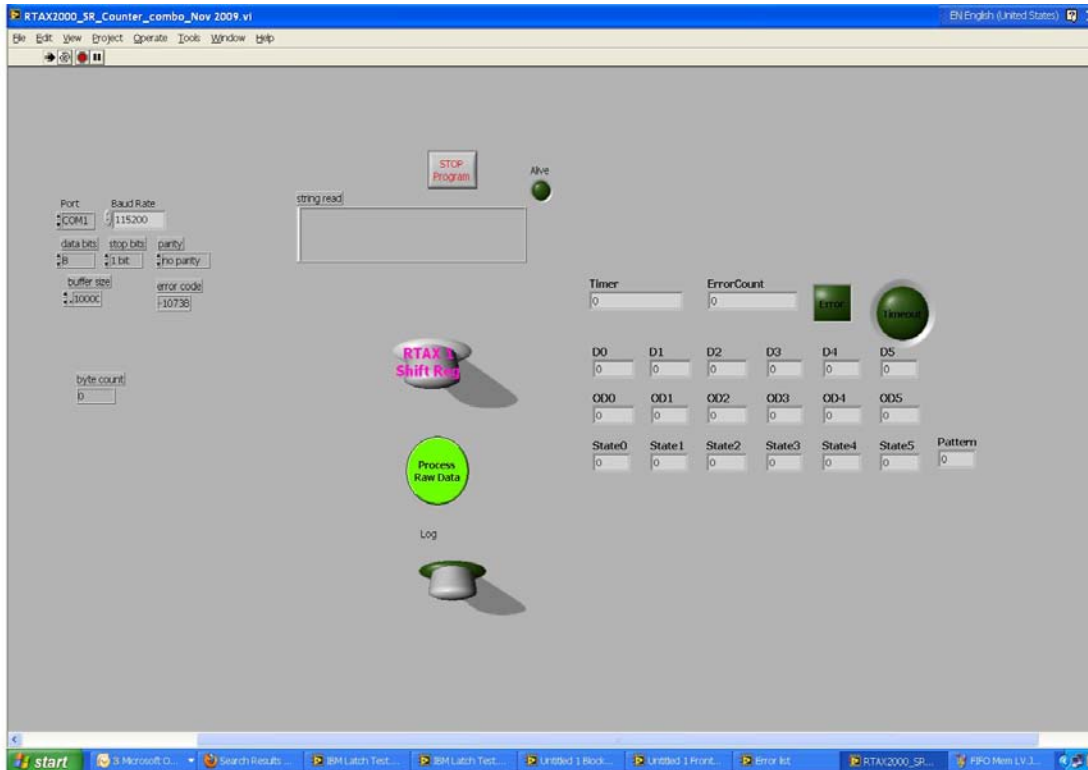 RTAX2000_SR_Counter_combo_Nov 2009.vi
EN English (United States)
File Edit View Project Operate Tools Window Help
STOP
Program
Alive
Port
Baud Rate
string read
COM1
115200
data bits
stop bits
parity
8
1 bit
no parity
buffer size
error code
10000
-10738
Timer
ErrorCount
0
0
Error
Timeout
RTAX 1
Shift Reg
D0 D1 D2 D3 D4 D5
0 0 0 0 0 0
byte count
0
OD0 OD1 OD2 OD3 OD4 OD5
0 0 0 0 0 0
State0 State1 State2 State3 State4 State5 Pattern
0 0 0 0 0 0 0
Process
Raw Data
Log
start
3 Microsoft O...
Search Results ...
IBM Latch Test....
IBM Latch Test....
Untitled 1 Block...
Untitled 1 Front...
Error list
RTAX2000_SR...
FIFO Mem LV J...